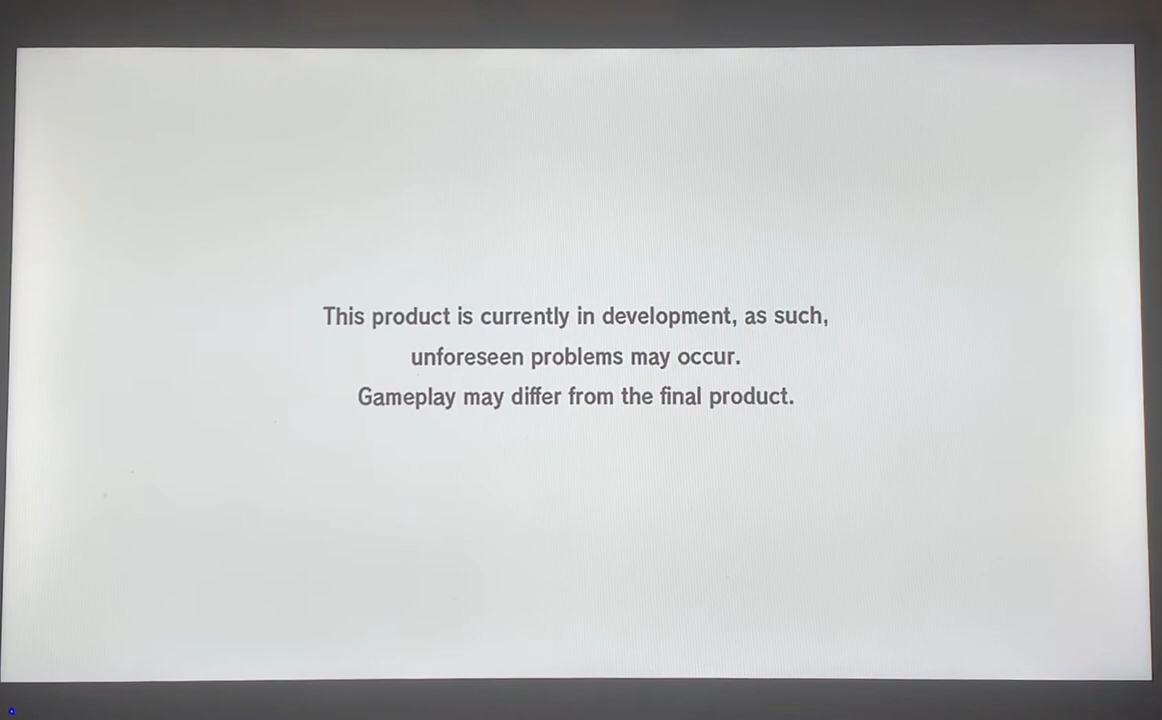 This product is currently in development, as such,
unforeseen problems may occur.
Gameplay may differ from the final product.